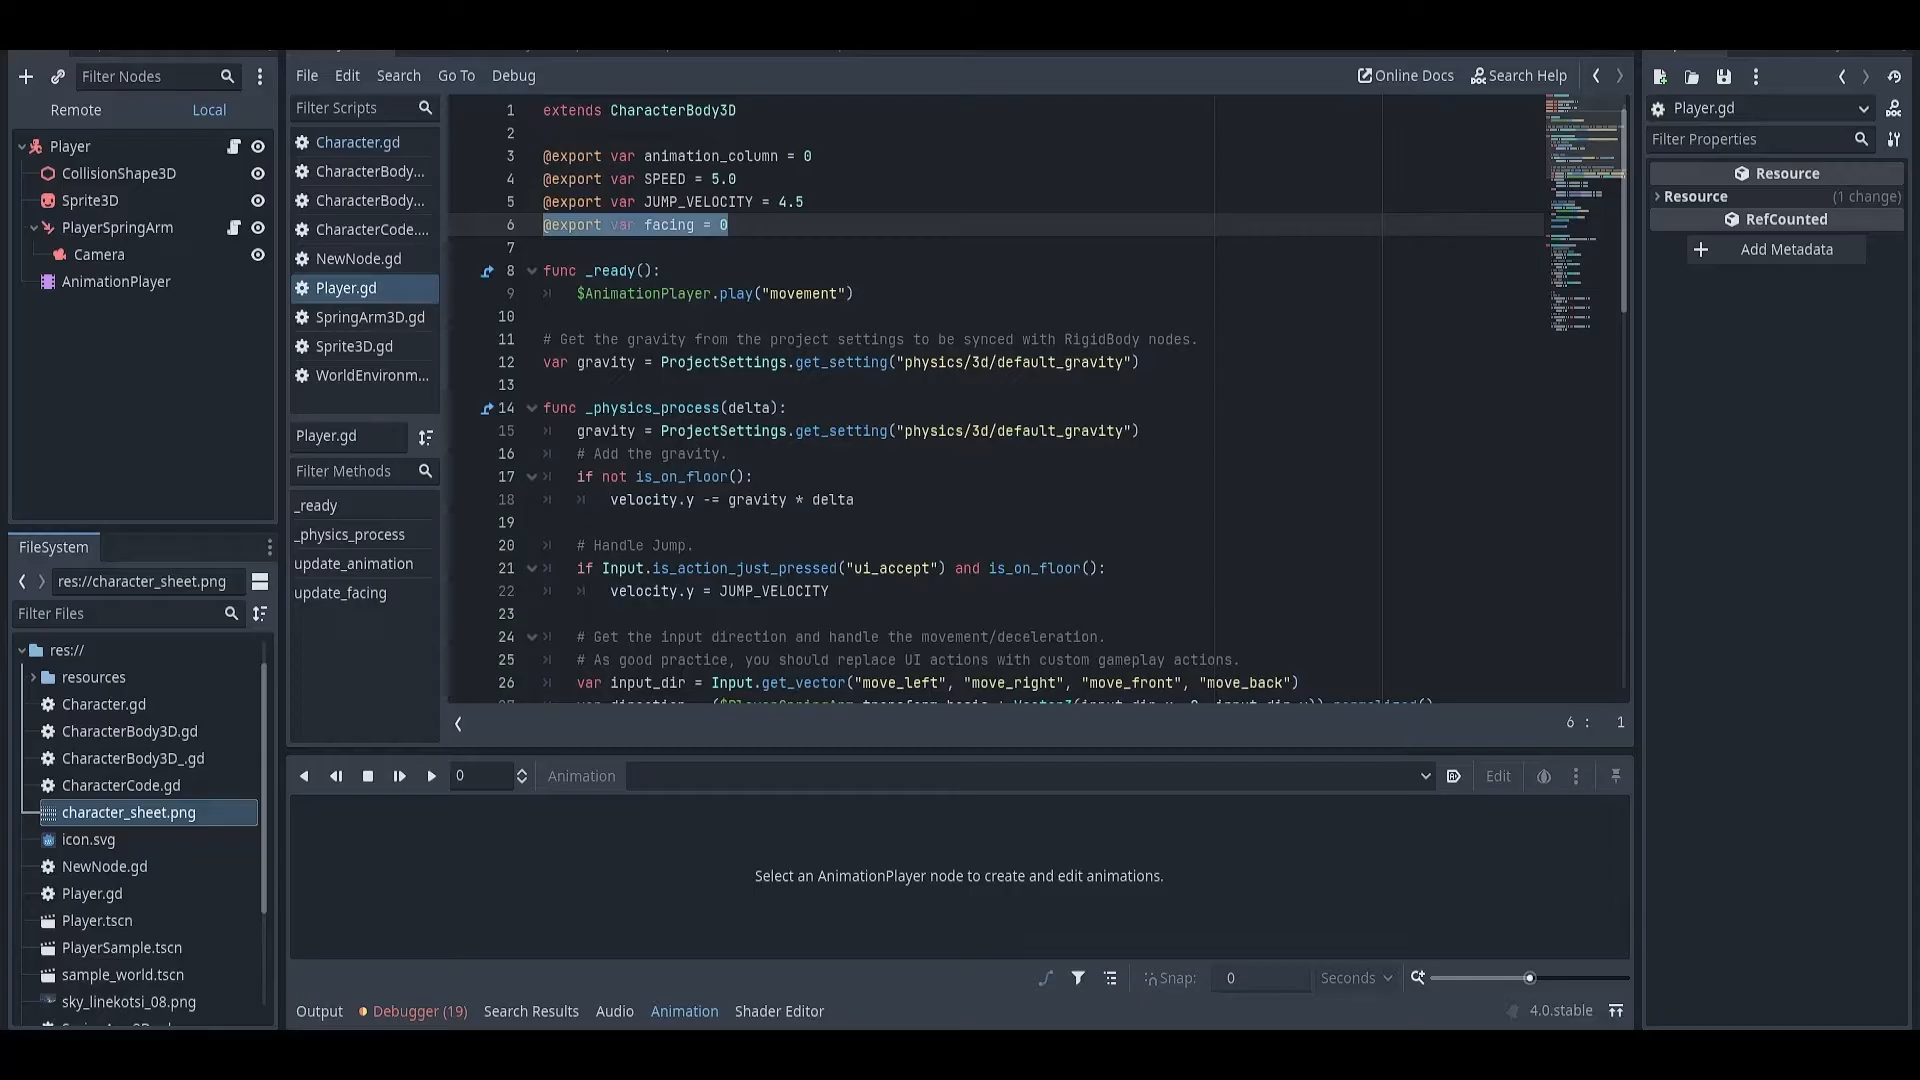 Filter Nodes
Remote
Local
Player
CollisionShape3D
Sprite3D
PlayerSpringArm
Camera
AnimationPlayer
FileSystem
res://character_sheet.png
Filter Files
res://
resources
Character.gd
CharacterBody3D.gd
CharacterBody3D_.gd
CharacterCode.gd
character_sheet.png
icon.svg
NewNode.gd
Player.gd
Player.tscn
PlayerSample.tscn
sample_world.tscn
sky_linekotsi_08.png
File Edit Search Go To Debug
Online Docs Search Help
Filter Scripts
Character.gd
CharacterBody...
CharacterBody...
CharacterCode....
NewNode.gd
Player.gd
SpringArm3D.gd
Sprite3D.gd
WorldEnvironm...
Player.gd
Filter Methods
_ready
_physics_process
update_animation
update_facing
1 extends CharacterBody3D
2
3 @export var animation_column = 0
4 @export var SPEED = 5.0
5 @export var JUMP_VELOCITY = 4.5
6 @export var facing = 0
7
8 func _ready():
9 $AnimationPlayer.play("movement")
10
11 # Get the gravity from the project settings to be synced with RigidBody nodes.
12 var gravity = ProjectSettings.get_setting("physics/3d/default_gravity")
13
14 func _physics_process(delta):
15 gravity = ProjectSettings.get_setting("physics/3d/default_gravity")
16 # Add the gravity.
17 if not is_on_floor():
18 velocity.y -= gravity * delta
19
20 # Handle Jump.
21 if Input.is_action_just_pressed("ui_accept") and is_on_floor():
22 velocity.y = JUMP_VELOCITY
23
24 # Get the input direction and handle the movement/deceleration.
25 # As good practice, you should replace UI actions with custom gameplay actions.
26 var input_dir = Input.get_vector("move_left", "move_right", "move_front", "move_back")
6 : 1
0 Animation Edit
Select an AnimationPlayer node to create and edit animations.
Snap: 0 Seconds
Output Debugger (19) Search Results Audio Animation Shader Editor
4.0.stable
Player.gd
Filter Properties
Resource
Resource (1 change)
RefCounted
Add Metadata